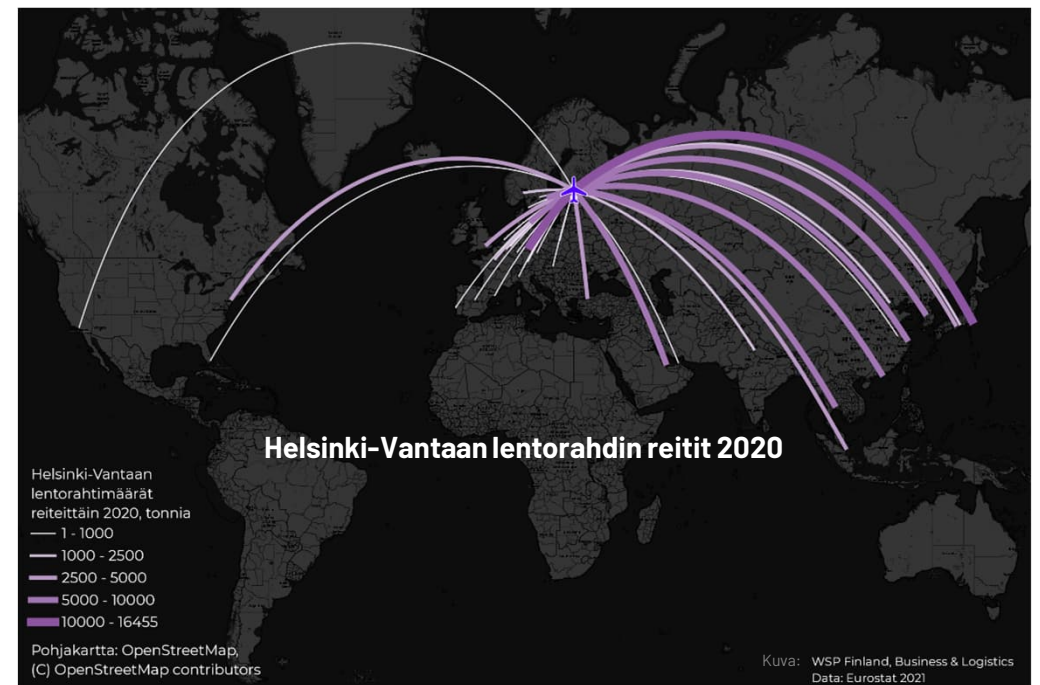 Helsinki-Vantaan lentorahdin reitit 2020
Helsinki-Vantaan
lentorahtimäärät
reiteittäin 2020, tonnia
1 - 1000
1000 - 2500
2500 - 5000
5000 - 10000
10000 - 16455
Pohjakartta: OpenStreetMap,
(C) OpenStreetMap contributors
Kuva: WSP Finland, Business & Logistics
Data: Eurostat 2021